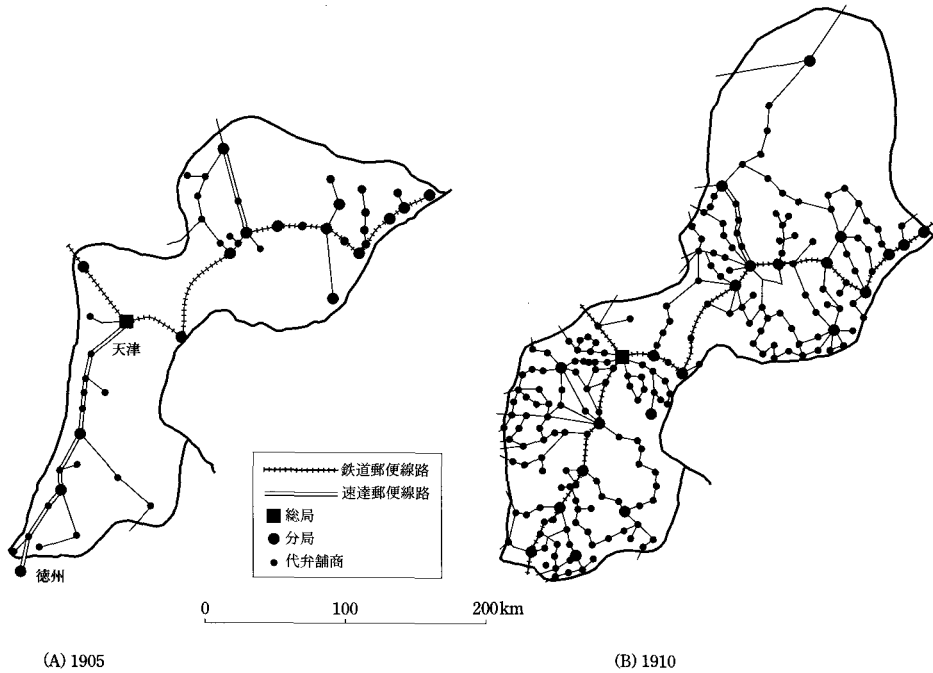 天津
徳州
鉄道郵便線路
速達郵便線路
総局
分局
代弁舗商
0 100 200km
(A) 1905
(B) 1910